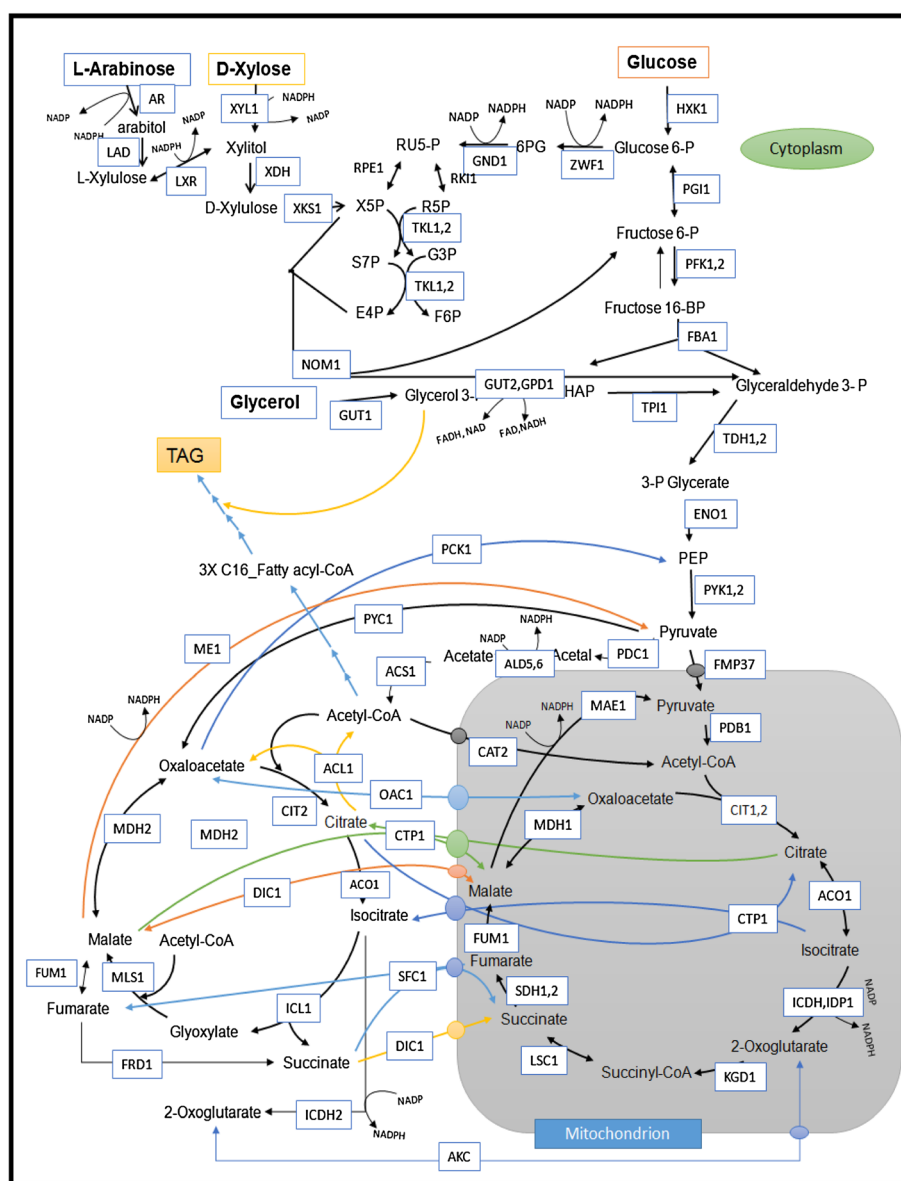 L-Arabinose
D-Xylose
Glucose
AR
NADP
NADPH
arabitol
XYL1
NADPH
NADP
LAD
NADPH
NADP
L-Xylulose
LXR
Xylitol
XDH
D-Xylulose
XKS1
RU5-P
NADP
NADPH
GND1
6PG
NADP
NADPH
ZWF1
Glucose 6-P
HXK1
Cytoplasm
RPE1
RKI1
PGI1
X5P
R5P
TKL1,2
Fructose 6-P
S7P
G3P
PFK1,2
TKL1,2
E4P
F6P
Fructose 16-BP
FBA1
NOM1
Glycerol
GUT1
Glycerol 3-P
GUT2,GPD1
HAP
TPI1
Glyceraldehyde 3- P
FADH, NAD
FAD,NADH
TDH1,2
TAG
3-P Glycerate
ENO1
PCK1
PEP
3X C16_Fatty acyl-CoA
PYK1,2
PYC1
ME1
Pyruvate
NADPH
NADP
Acetate
ALD5,6
Acetal
PDC1
FMP37
ACS1
NADPH
NADP
Acetyl-CoA
MAE1
Pyruvate
NADPH
NADP
PDB1
CAT2
Acetyl-CoA
Oxaloacetate
ACL1
OAC1
Oxaloacetate
CIT2
Citrate
CIT1,2
MDH2
MDH2
CTP1
MDH1
Citrate
DIC1
ACO1
Malate
ACO1
Isocitrate
CTP1
Malate
Acetyl-CoA
FUM1
Isocitrate
FUM1
MLS1
SFC1
Fumarate
Fumarate
SDH1,2
ICDH,IDP1
NADP
NADPH
ICL1
Glyoxylate
Succinate
Succinate
DIC1
2-Oxoglutarate
FRD1
LSC1
Succinyl-CoA
KGD1
2-Oxoglutarate
ICDH2
NADP
NADPH
Mitochondrion
AKC